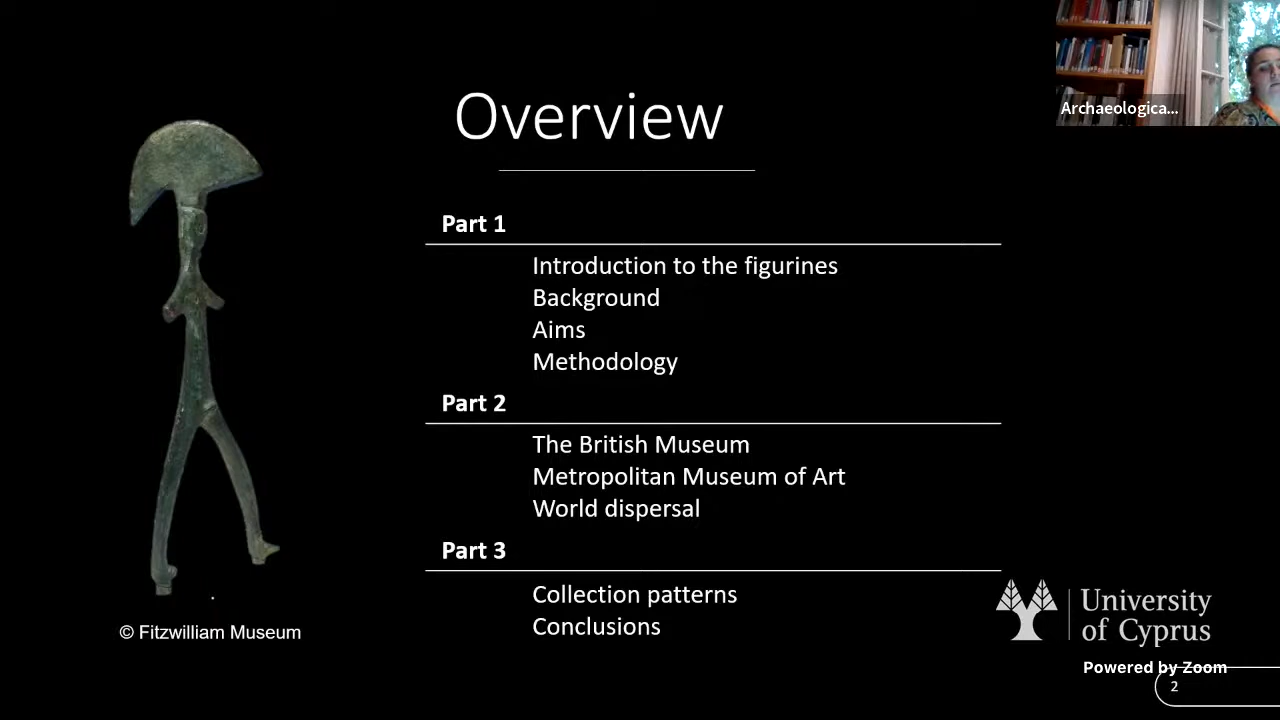 Archaeologica...
Overview
Part 1
Introduction to the figurines
Background
Aims
Methodology
Part 2
The British Museum
Metropolitan Museum of Art
World dispersal
Part 3
Collection patterns
Conclusions
© Fitzwilliam Museum
University
of Cyprus
Powered by Zoom
2